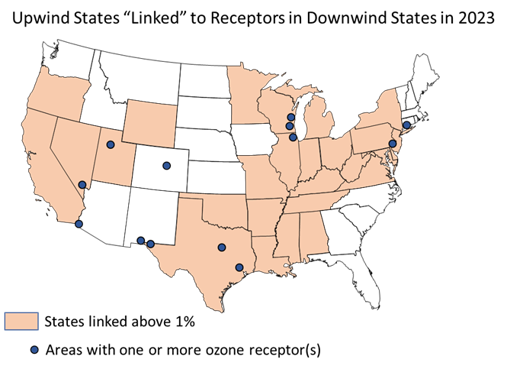 Upwind States “Linked” to Receptors in Downwind States in 2023
States linked above 1%
Areas with one or more ozone receptor(s)